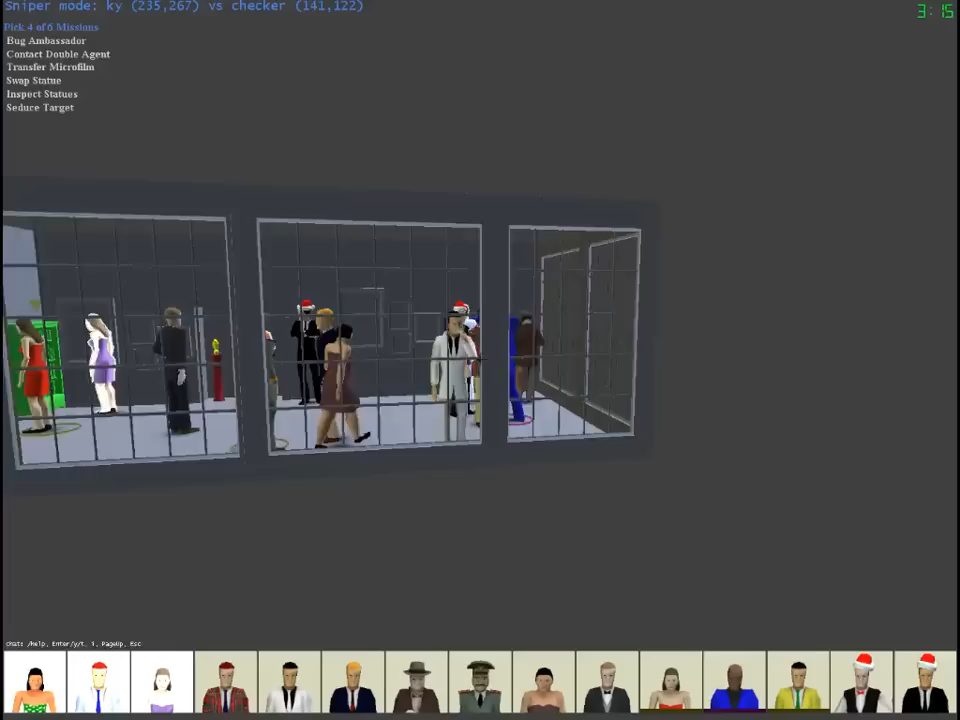 Sniper mode: ky (235,267) vs checker (141,122)
3:15
Pick 4 of 6 Missions
Bug Ambassador
Contact Double Agent
Transfer Microfilm
Swap Statue
Inspect Statues
Seduce Target
chat: /help, Enter/y/t, 1, PageUp, Esc